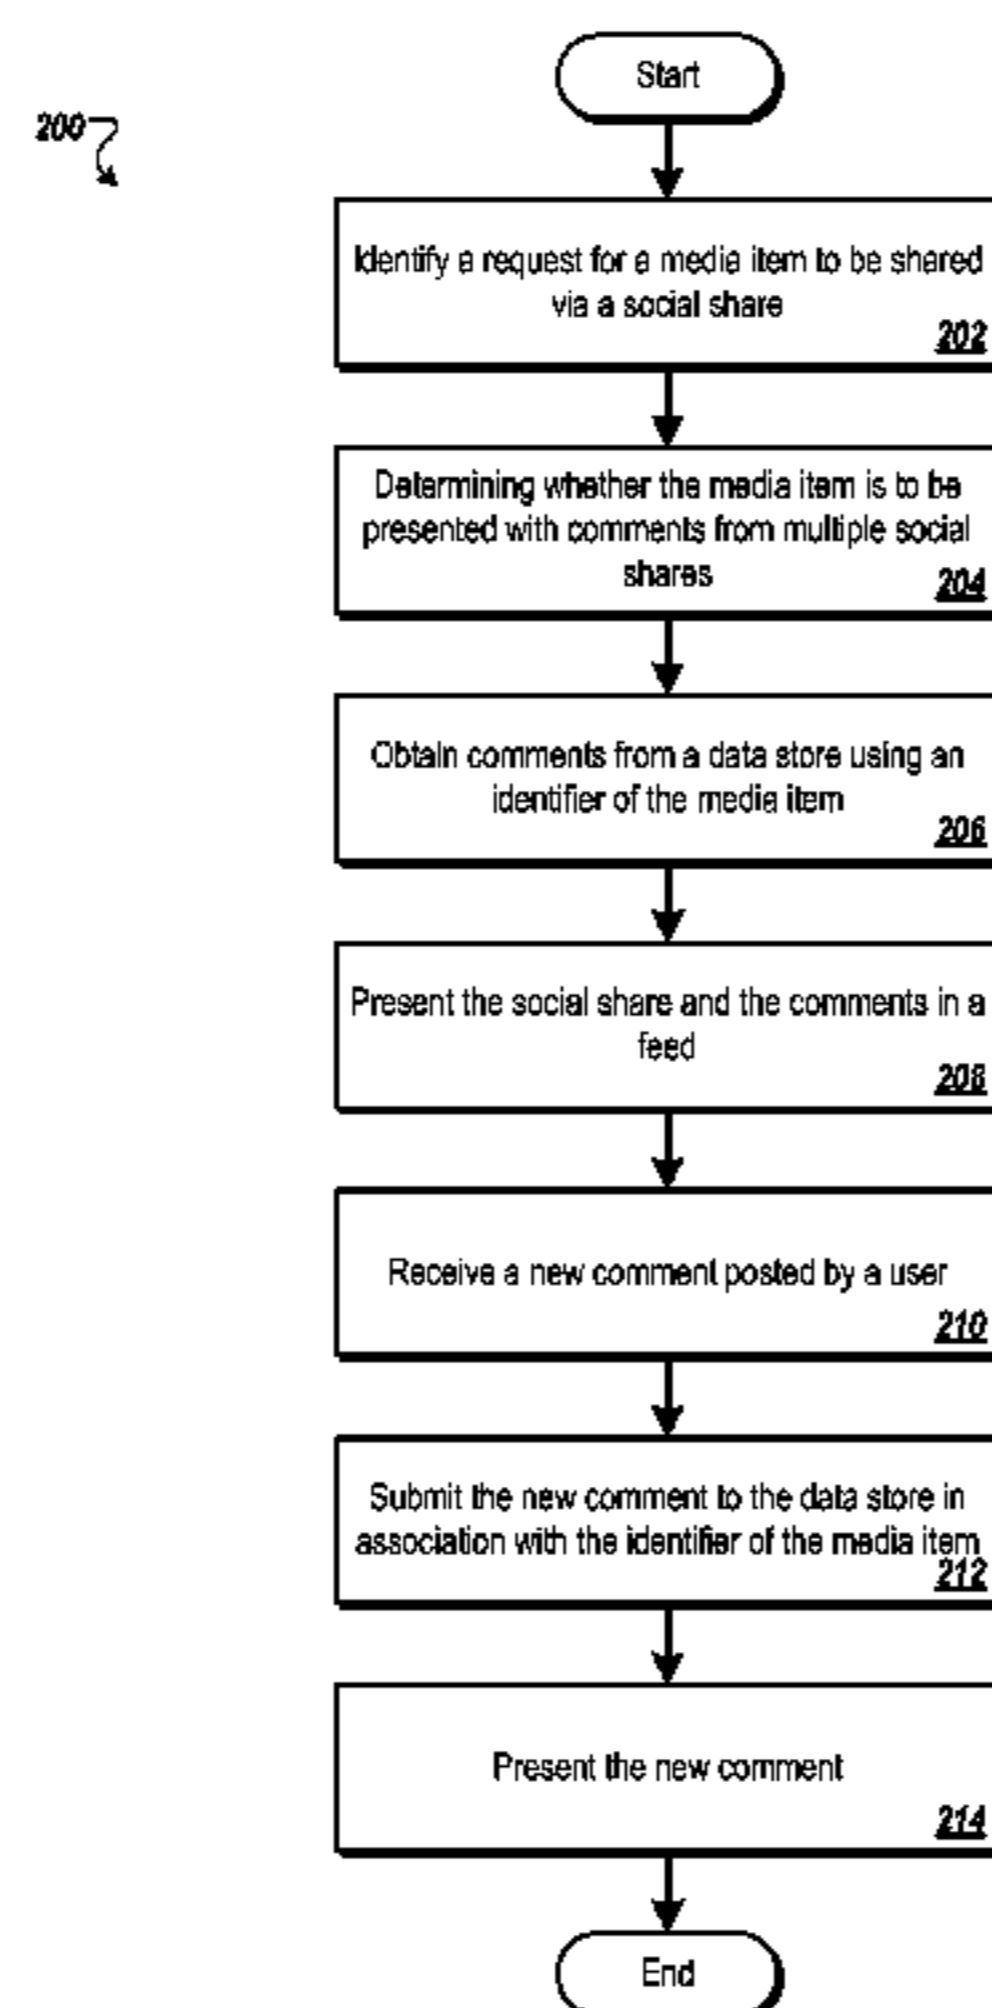 Start
200
Identify a request for a media item to be shared
via a social share
202
Determining whether the media item is to be
presented with comments from multiple social
shares
204
Obtain comments from a data store using an
identifier of the media item
206
Present the social share and the comments in a
feed
208
Receive a new comment posted by a user
210
Submit the new comment to the data store in
association with the identifier of the media item
212
Present the new comment
214
End